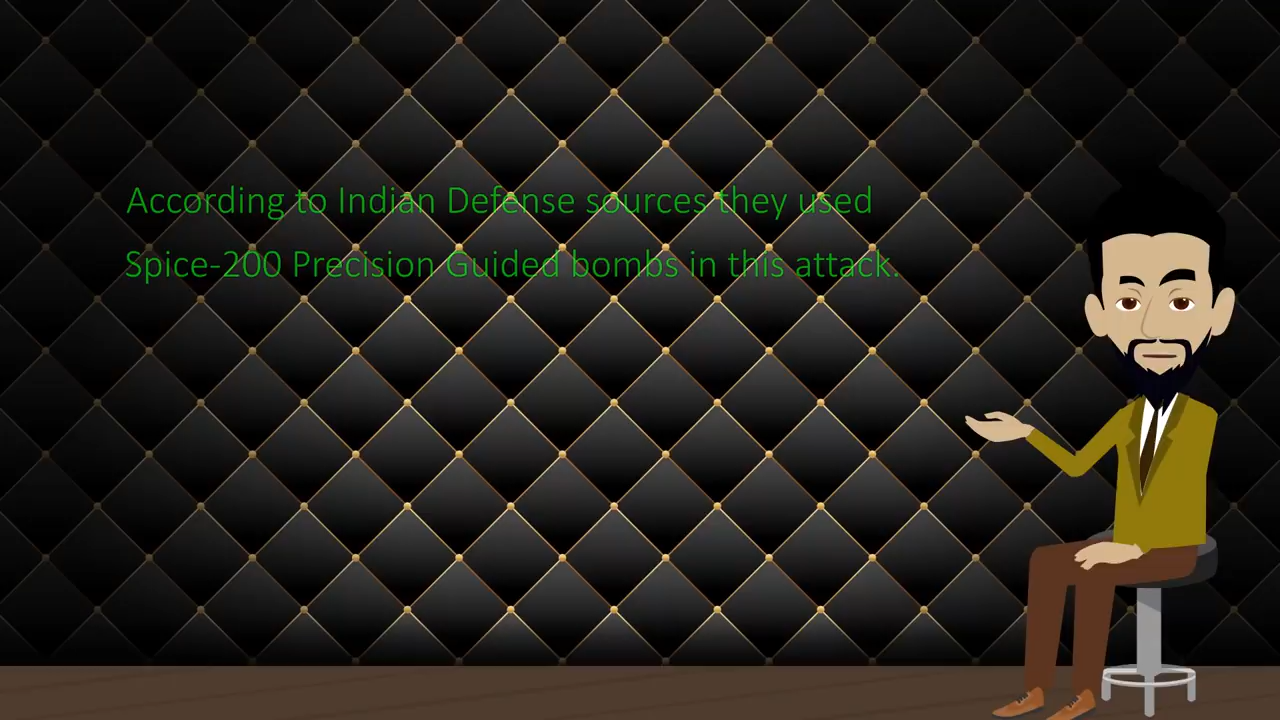 According to Indian Defense sources they used
Spice-200 Precision Guided bombs in this attack.